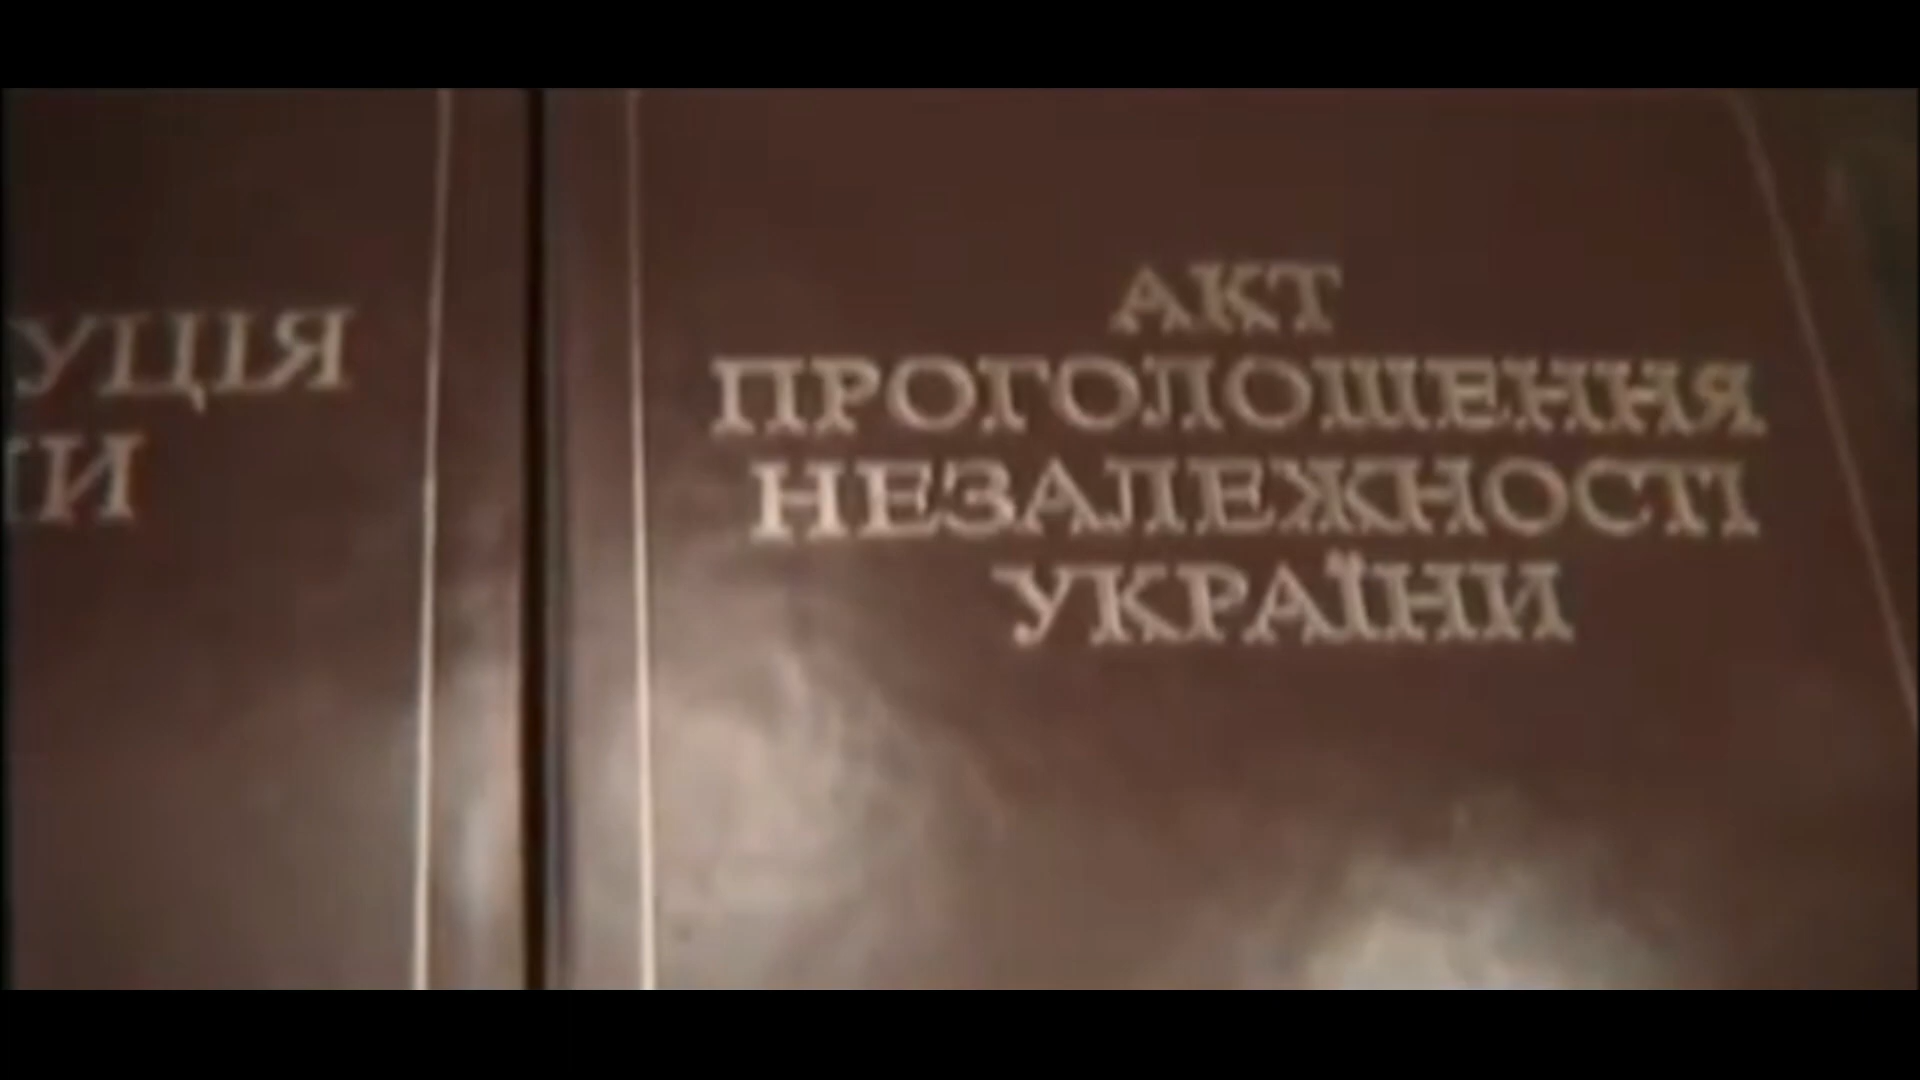 УЦІЯ
НИ
АКТ
ПРОГОЛОШЕННЯ
НЕЗАЛЕЖНОСТІ
УКРАЇНИ